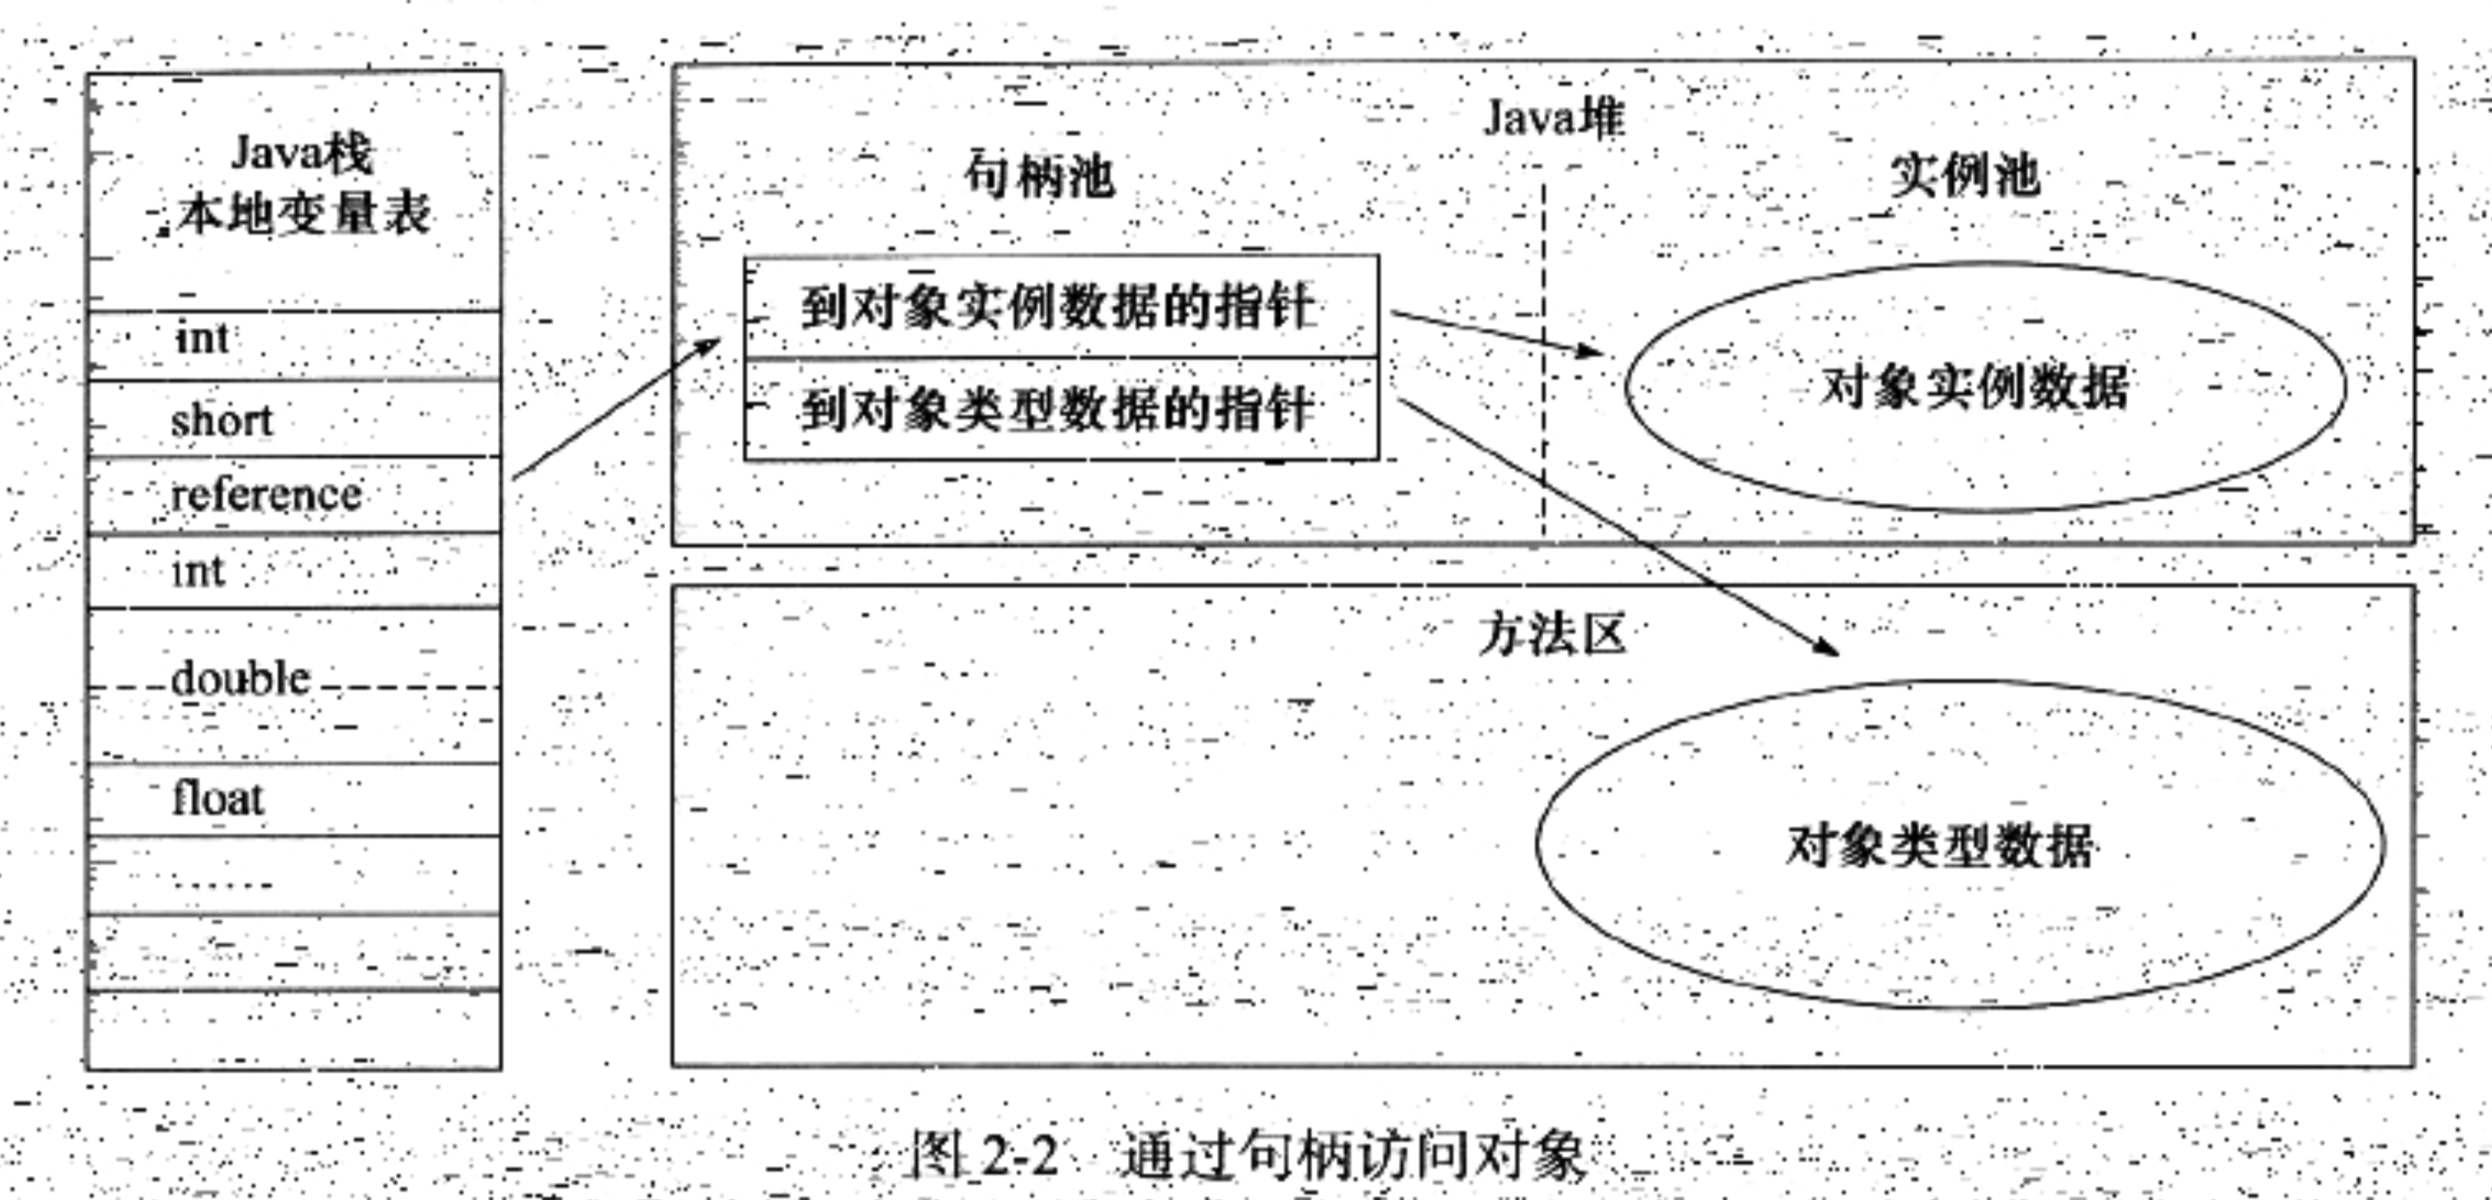 Java栈
本地变量表
int
short
reference
int
double
float
......
Java堆
句柄池
实例池
到对象实例数据的指针
到对象类型数据的指针
对象实例数据
方法区
对象类型数据
图 2-2 通过句柄访问对象